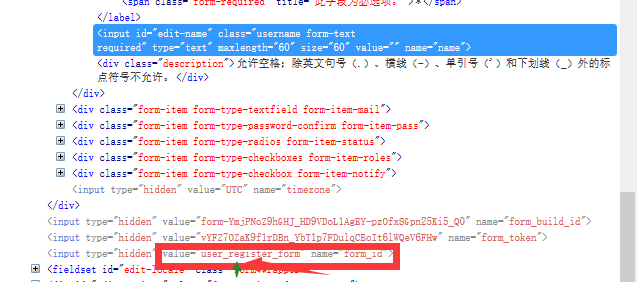 <span class="form-required" title="此字段为必选项。">*</span>
</label>
<input id="edit-name" class="username form-text
required" type="text" maxlength="60" size="60" value="" name="name">
<div class="description">允许空格；除英文句号（.）、横线（-）、单引号（'）和下划线（_）外的标
点符号不允许。</div>
</div>
<div class="form-item form-type-textfield form-item-mail">
<div class="form-item form-type-password-confirm form-item-pass">
<div class="form-item form-type-radios form-item-status">
<div class="form-item form-type-checkboxes form-item-roles">
<div class="form-item form-type-checkbox form-item-notify">
<input type="hidden" value="UTC" name="timezone">
</div>
<input type="hidden" value="form-YmjPNoZ9hGHJ_HD9VDoL1AgEY-pzOfxSGpn25Ki5_Q0" name="form_build_id">
<input type="hidden" value="vYFZ7OZaK9f1rDBn_YbT1p7FDulqCEoIt6lWQeV6FHw" name="form_token">
<input type="hidden" value="user_register_form" name="form_id">
<fieldset id="edit-locale" class="form-wrapper">